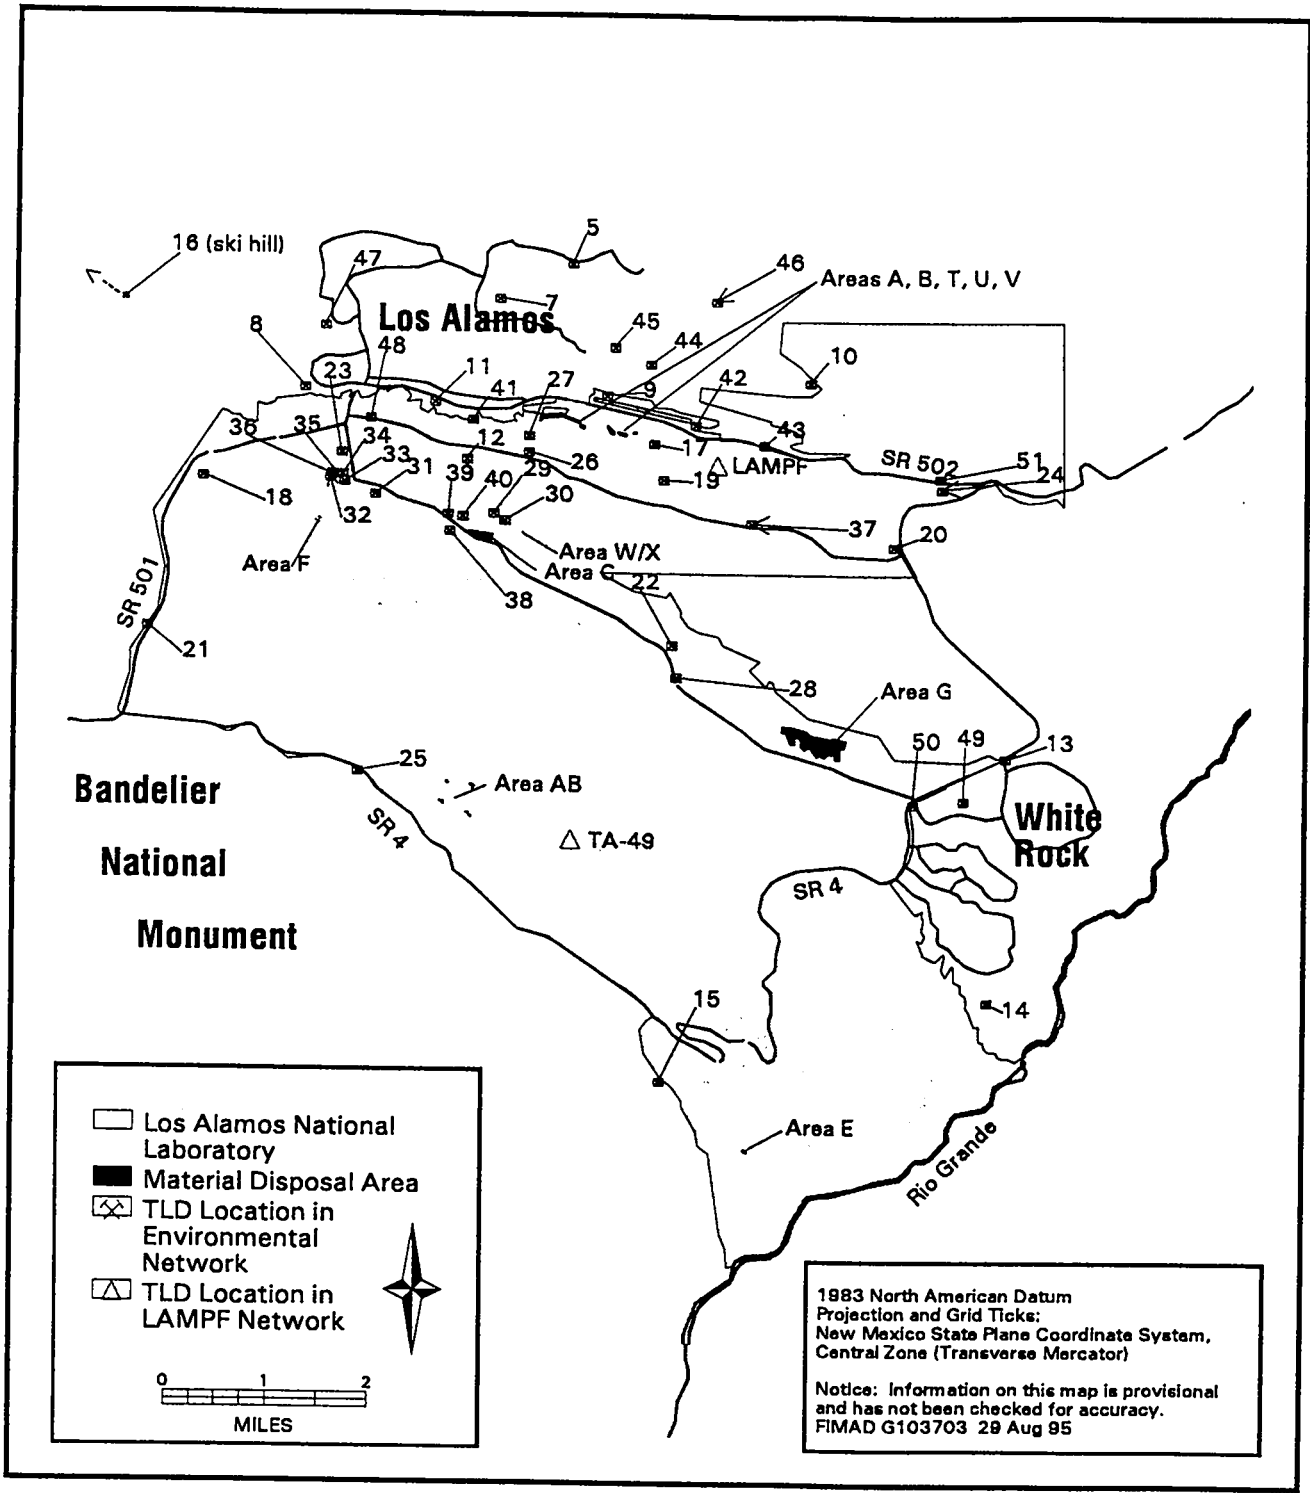 5
16 (ski hill)
47
46
Areas A, B, T, U, V
7
Los Alamos
45
8
48
44
10
23
11
27
9
42
41
36
35
34
33
12
17
43
31
39
40
29
26
19
LAMPF
SR 502
51
24
18
32
30
37
20
Area F
Area W/X
Area C
22
38
SR 501
21
28
Area G
50
49
13
25
Area AB
Bandelier
National
Monument
SR 4
TA-49
White
Rock
SR 4
15
14
Area E
Rio Grande
Los Alamos National
Laboratory
Material Disposal Area
TLD Location in
Environmental
Network
TLD Location in
LAMPF Network
0 1 2
MILES
1983 North American Datum
Projection and Grid Ticks:
New Mexico State Plane Coordinate System,
Central Zone (Transverse Mercator)
Notice: Information on this map is provisional
and has not been checked for accuracy.
FIMAD G103703 29 Aug 95